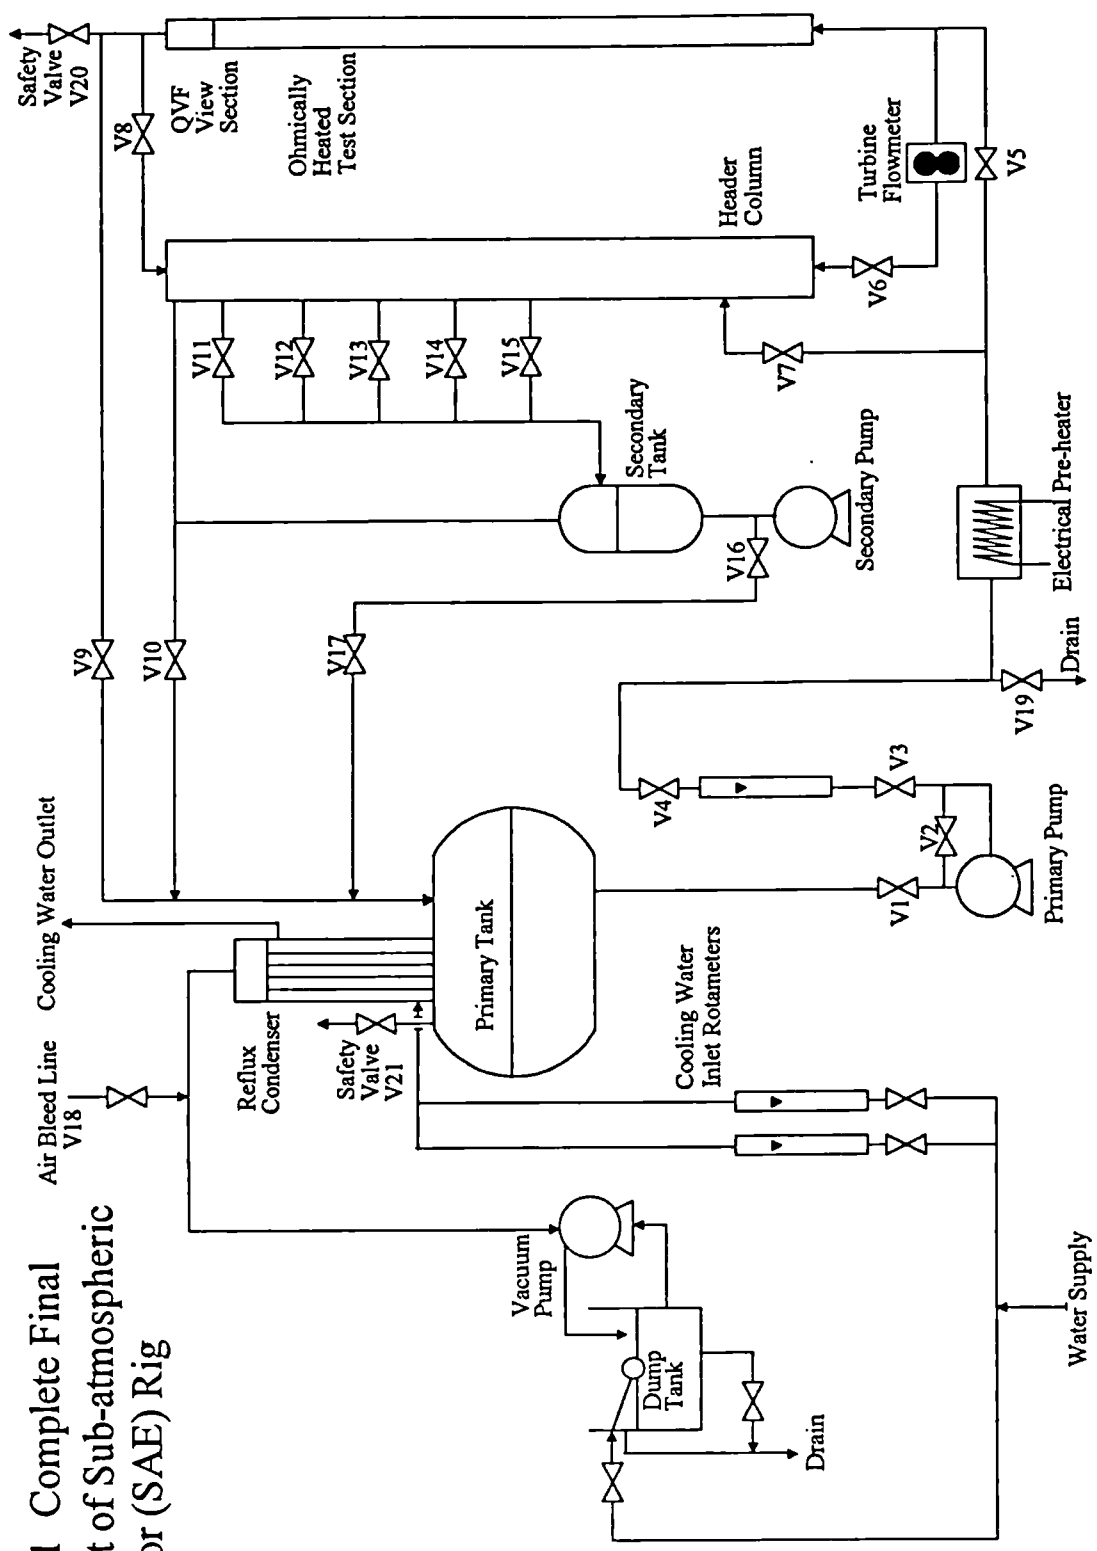 l Complete Final
t of Sub-atmospheric
or (SAE) Rig
Air Bleed Line
V18
Cooling Water Outlet
Reflux
Condenser
Safety
Valve
V21
Primary Tank
Vacuum
Pump
Dump
Tank
Drain
Water Supply
Cooling Water
Inlet Rotameters
V1
V2
V3
V4
Primary Pump
V9
V10
V17
V19
Drain
Electrical Pre-heater
V16
Secondary Pump
Secondary
Tank
V11
V12
V13
V14
V15
V7
V6
V5
Header
Column
Turbine
Flowmeter
Safety
Valve
V20
V8
QVF
View
Section
Ohmically
Heated
Test Section